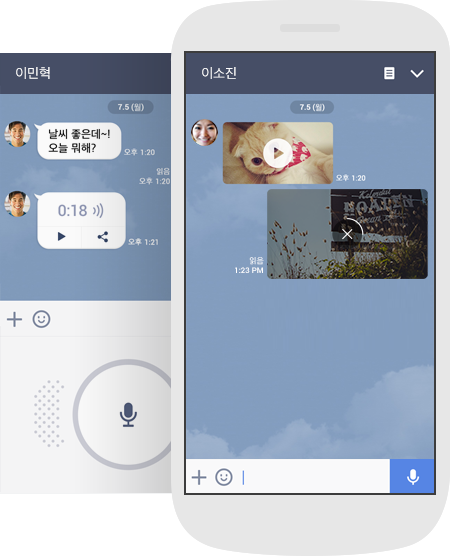 이민혁
7.5 (월)
날씨 좋은데~!
오늘 뭐해?
오후 1:20
읽음
오후 1:20
0:18
오후 1:21
이소진
7.5 (월)
오후 1:20
읽음
1:23 PM